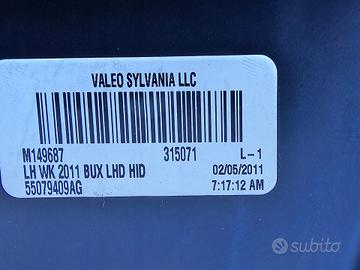 VALEO SYLVANIA LLC
M149687 315071 L-1
LH WK 2011 BUX LHD HID 02/05/2011
55079409AG 7:17:12 AM
subito